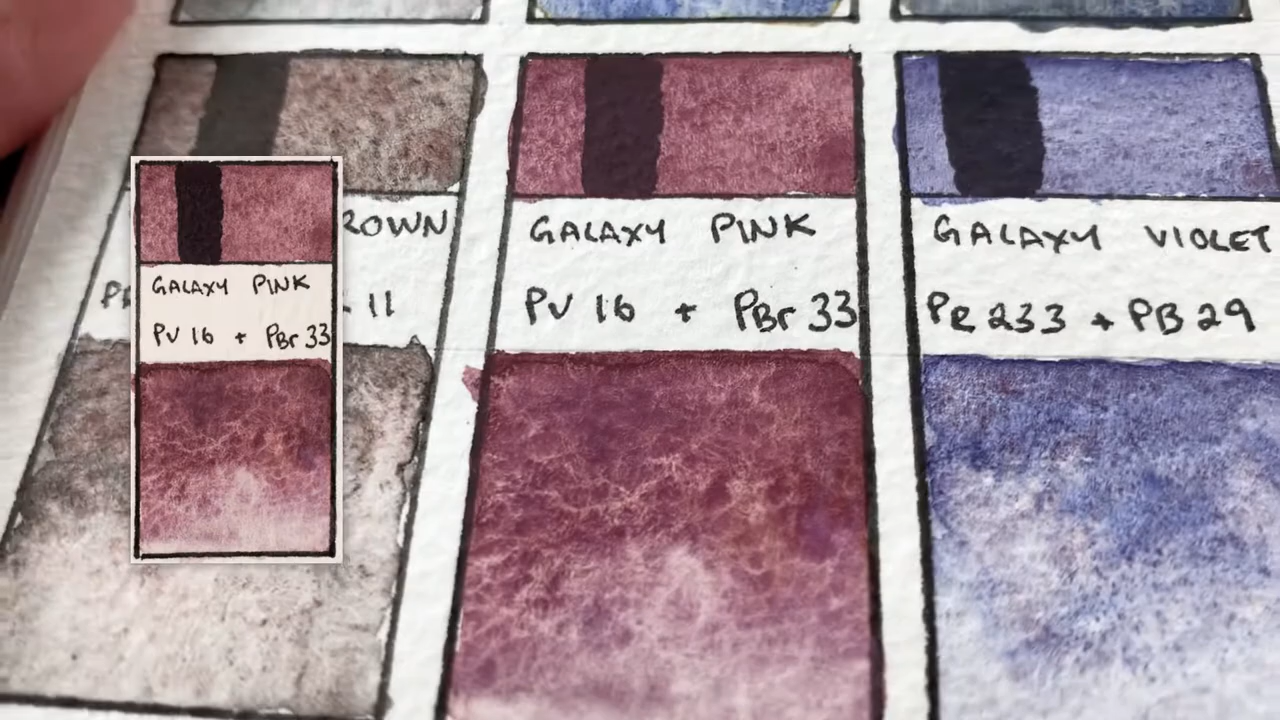 GALAXY PINK
PV 16 + PBr 33
ROWN
11
GALAXY PINK
PV 16 + PBr 33
GALAXY VIOLET
PR 233 + PB 29